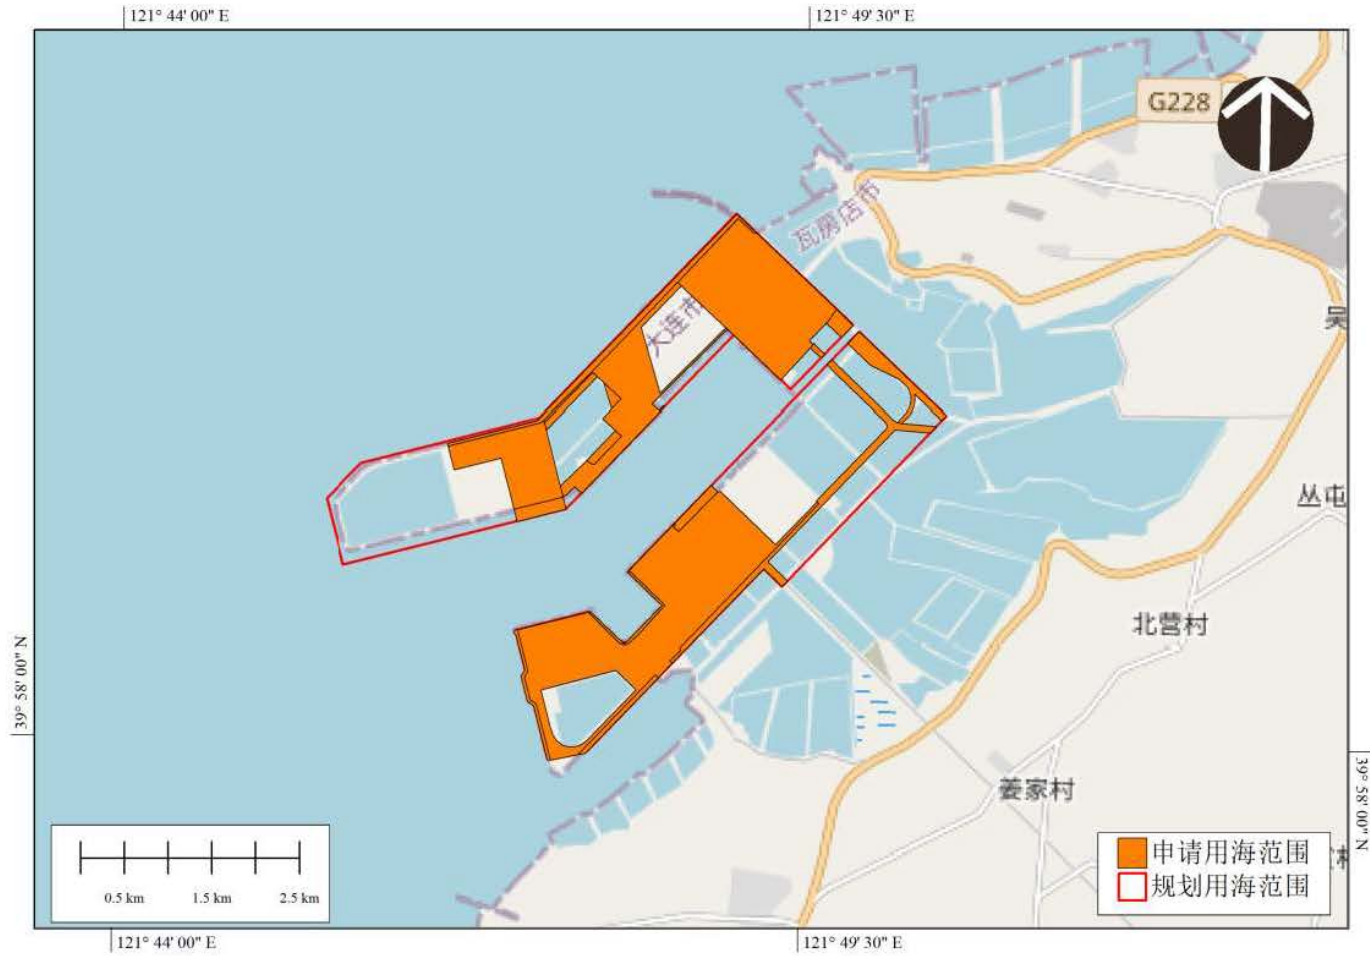 121° 44' 00" E
121° 49' 30" E
G228
瓦房店市
大连市
吴
丛屯
北营村
39° 58' 00" N
姜家村
39° 58' 00" N
申请用海范围
规划用海范围
0.5 km 1.5 km 2.5 km
121° 44' 00" E
121° 49' 30" E